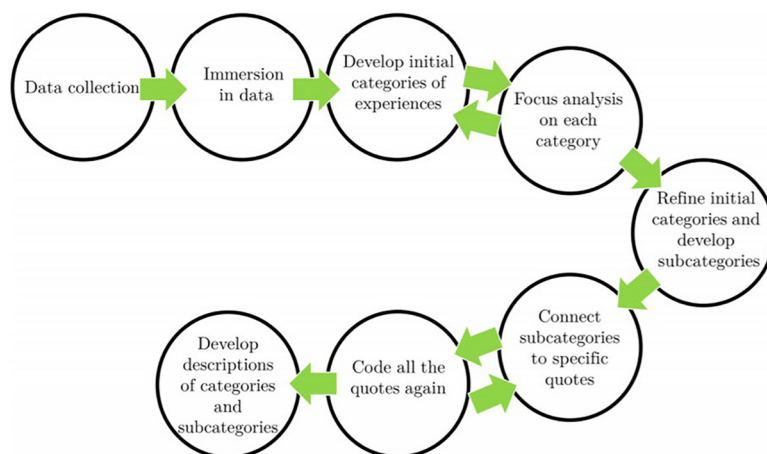 Data collection
Immersion
in data
Develop initial
categories of
experiences
Focus analysis
on each
category
Refine initial
categories and
develop
subcategories
Connect
subcategories
to specific
quotes
Code all the
quotes again
Develop
descriptions
of categories
and
subcategories